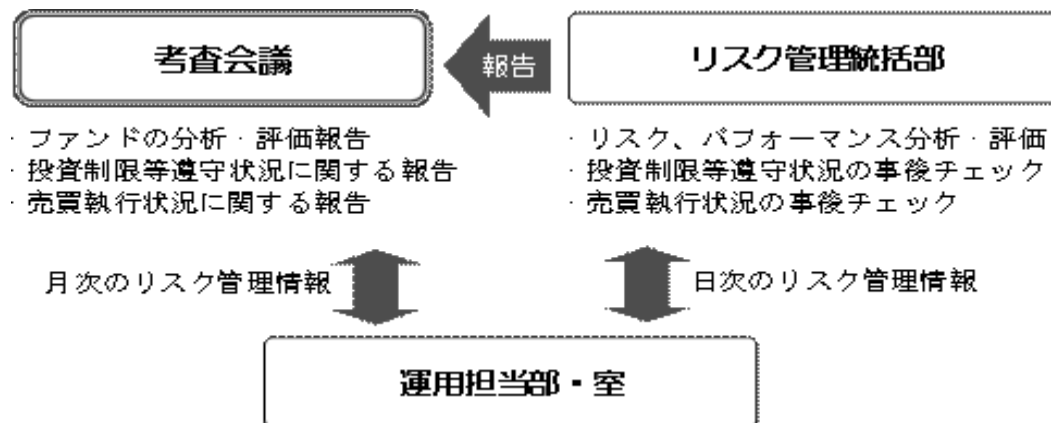 考査会議
報告
リスク管理統括部
・ファンドの分析・評価報告
・投資制限等遵守状況に関する報告
・売買執行状況に関する報告
・リスク、パフォーマンス分析・評価
・投資制限等遵守状況の事後チェック
・売買執行状況の事後チェック
月次のリスク管理情報
日次のリスク管理情報
運用担当部・室